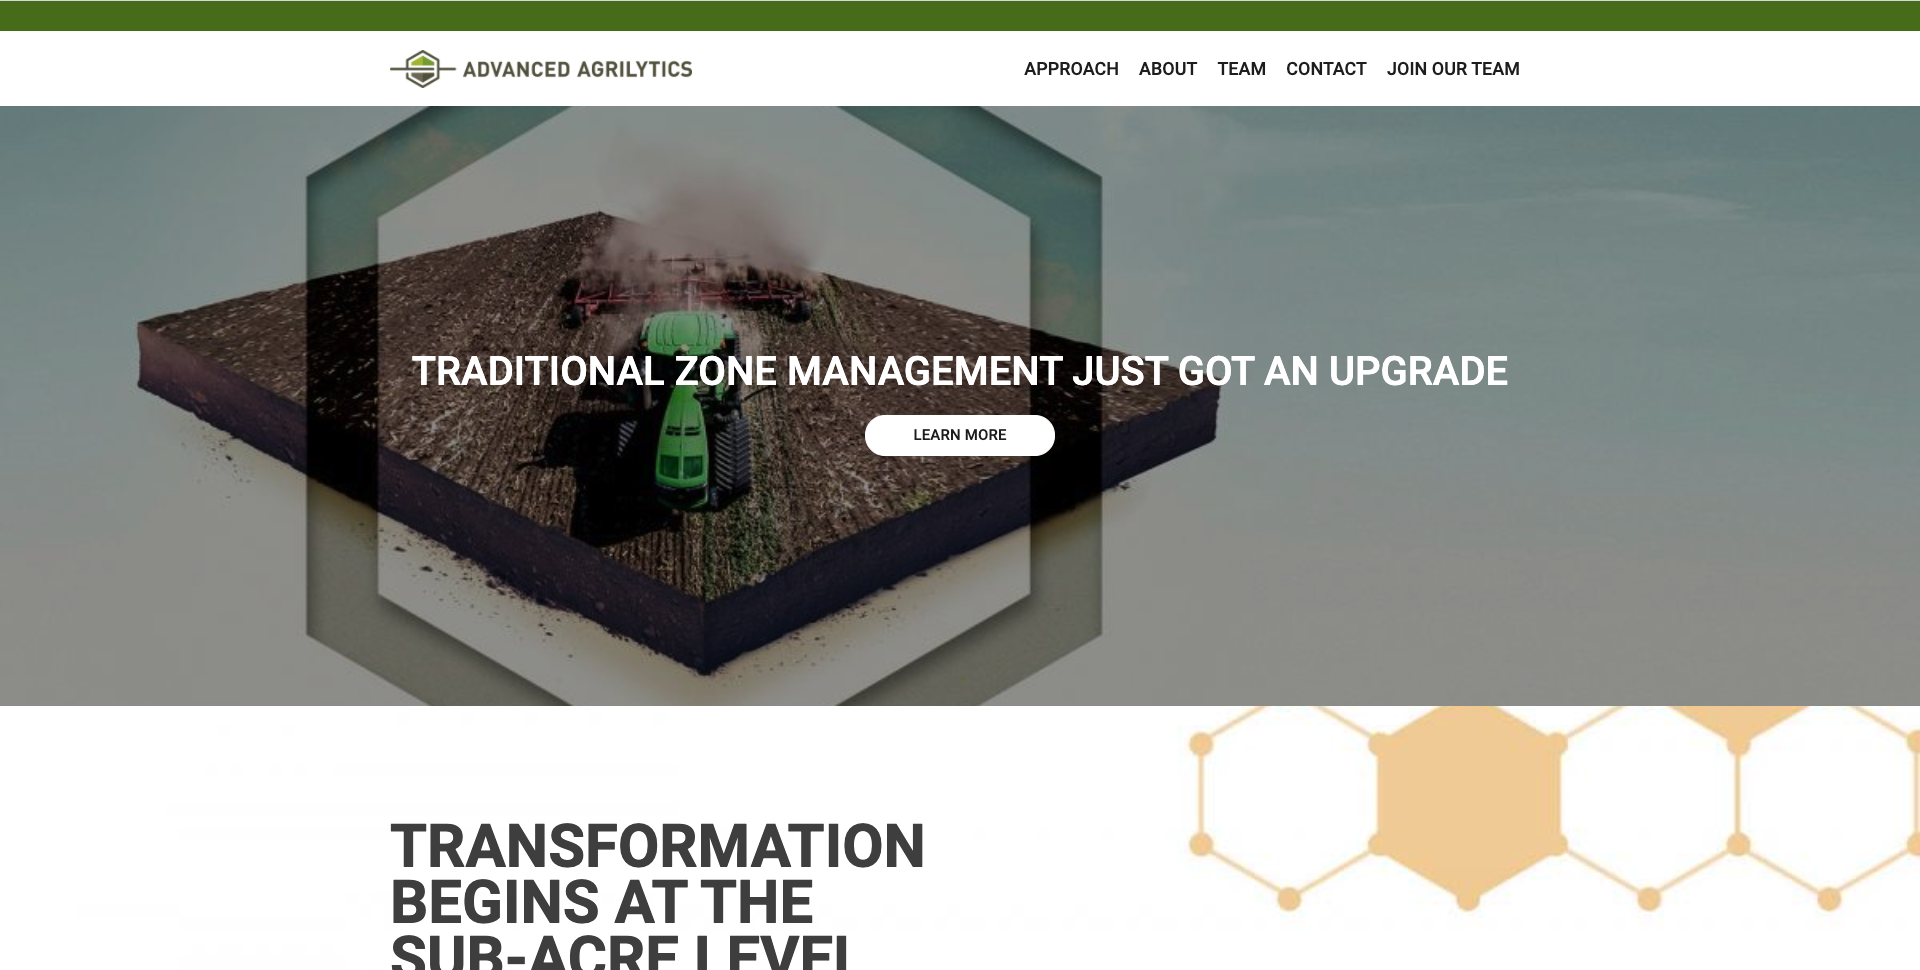 ADVANCED AGRILYTICS
APPROACH ABOUT TEAM CONTACT JOIN OUR TEAM
TRADITIONAL ZONE MANAGEMENT JUST GOT AN UPGRADE
LEARN MORE
TRANSFORMATION
BEGINS AT THE
SUB-ACRE LEVEL